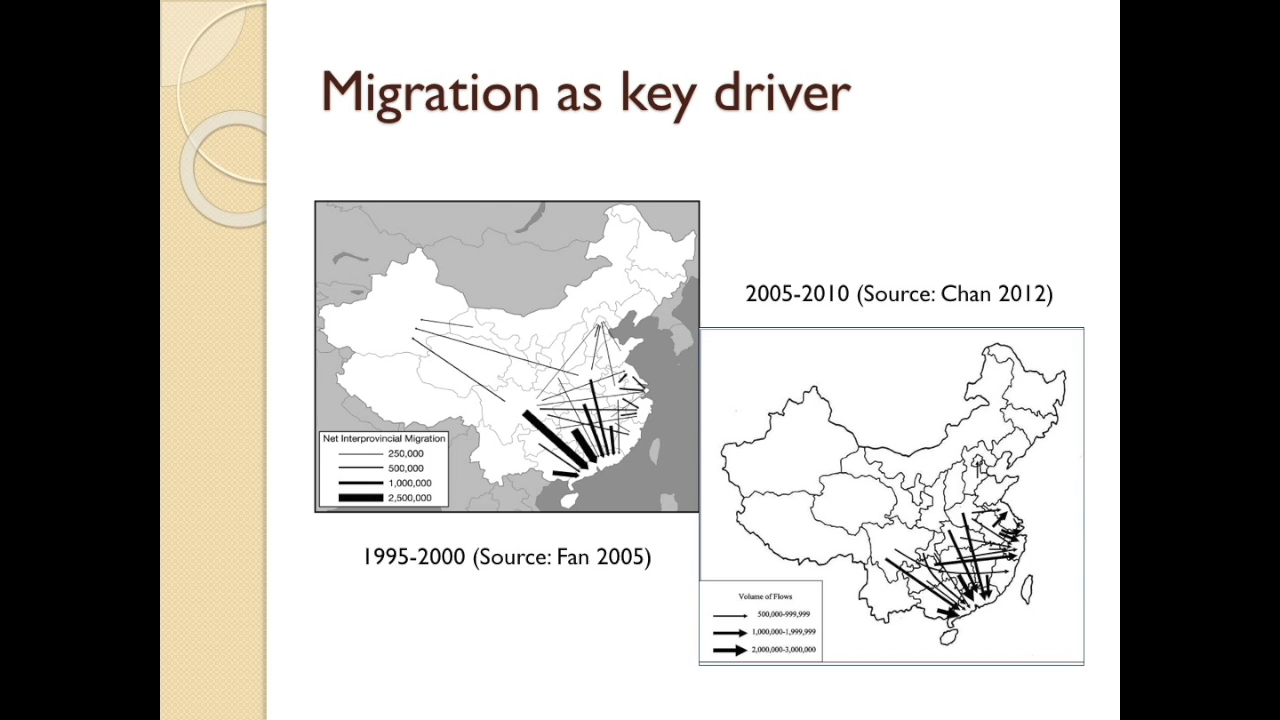 Migration as key driver
Net Interprovincial Migration
250,000
500,000
1,000,000
2,500,000
1995-2000 (Source: Fan 2005)
2005-2010 (Source: Chan 2012)
Volume of Flows
500,000-999,999
1,000,000-1,999,999
2,000,000-3,000,000